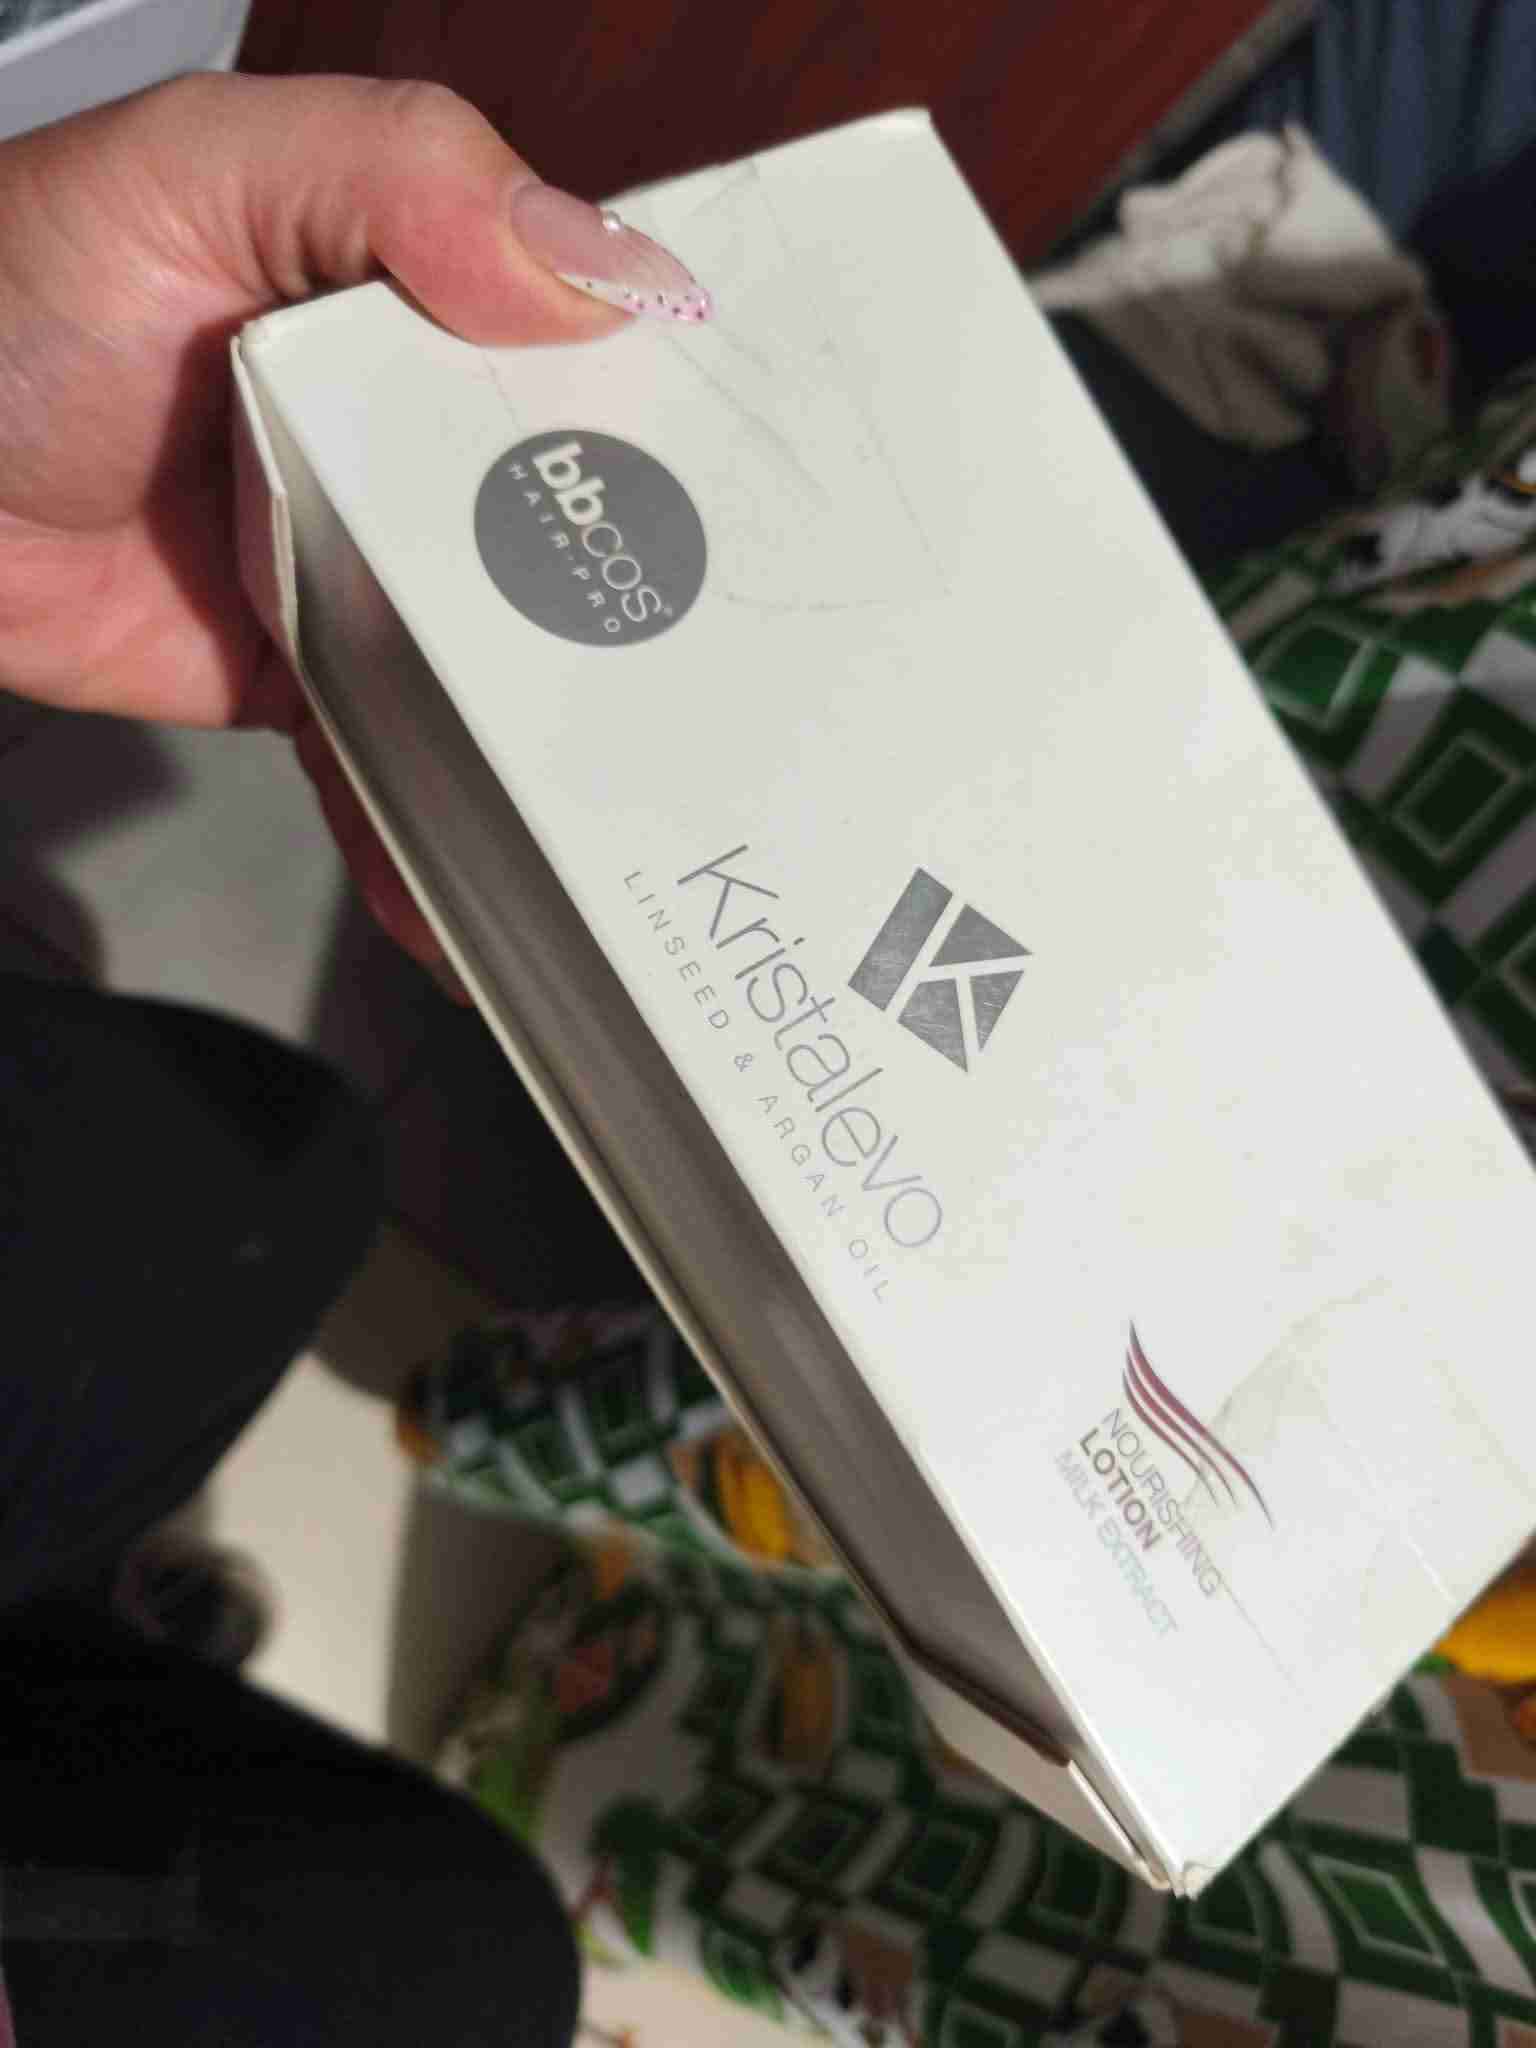 bbcos®
HAIR·PRO
K
Kristalevo
LINSEED & ARGAN OIL
NOURISHING
LOTION
MILK EXTRACT